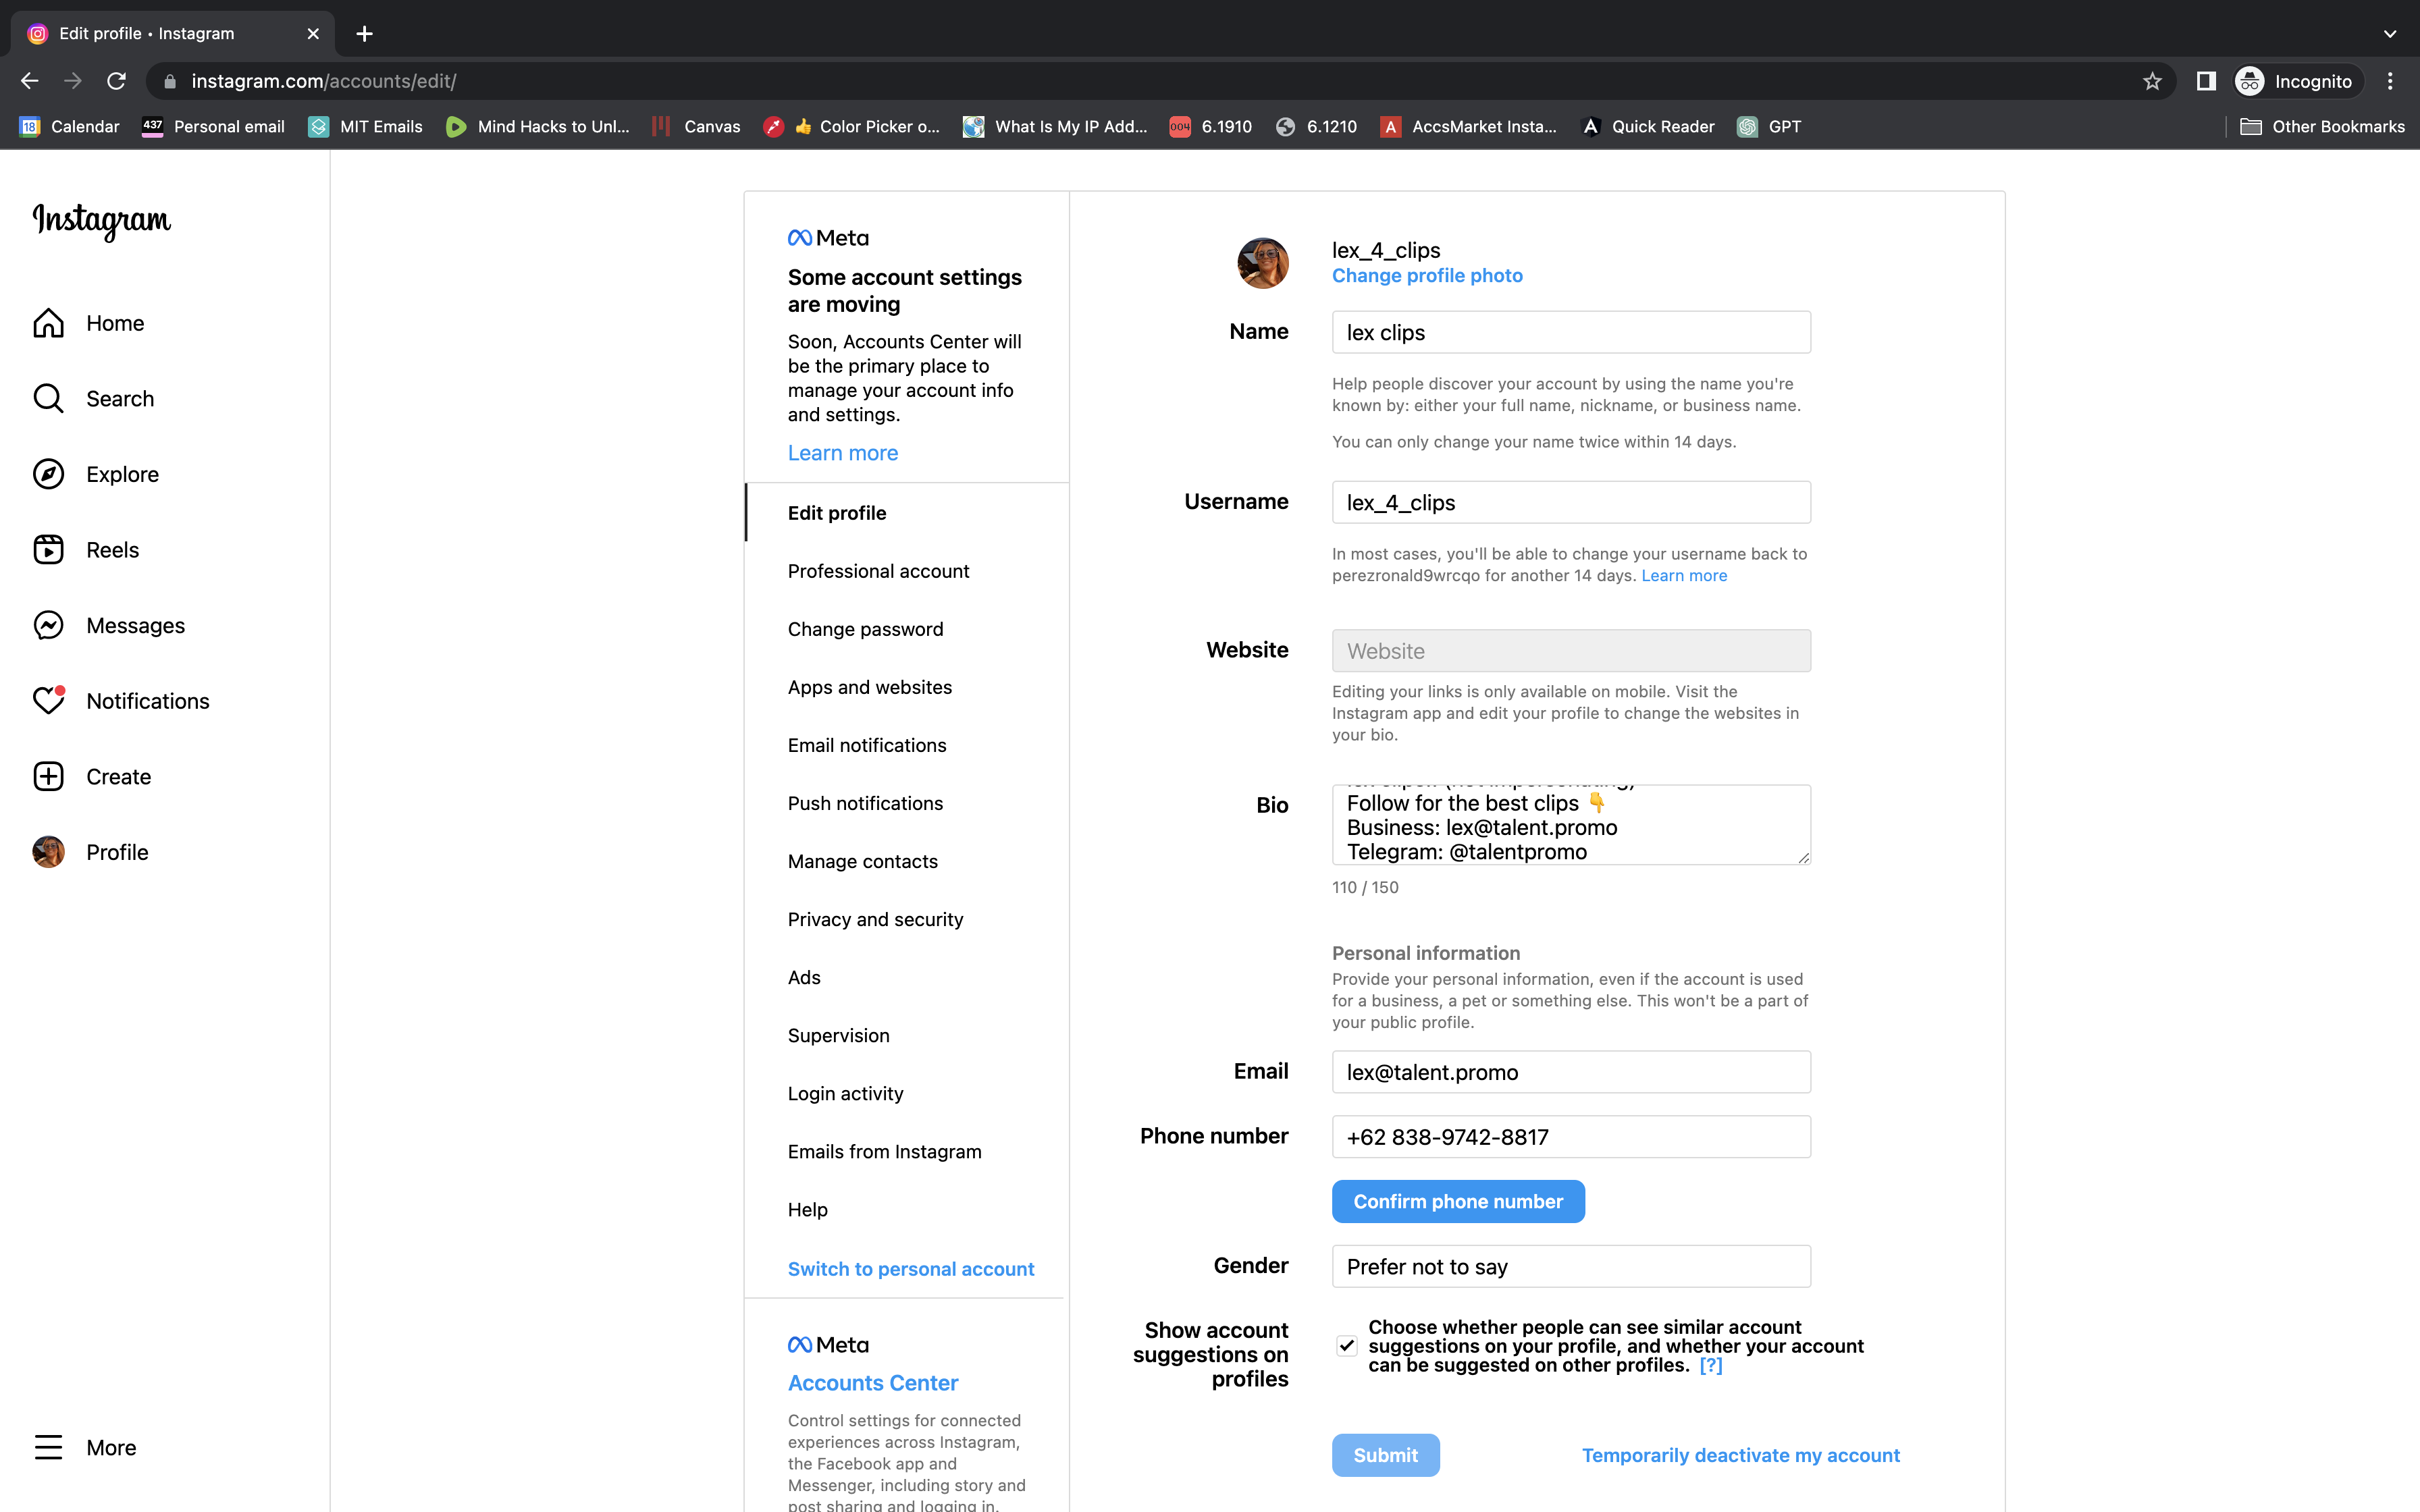 Edit profile • Instagram
instagram.com/accounts/edit/
Incognito
18 Calendar
437 Personal email
MIT Emails
Mind Hacks to Unl...
Canvas
👍 Color Picker o...
What Is My IP Add...
004 6.1910
6.1210
A AccsMarket Insta...
Quick Reader
GPT
Other Bookmarks
Instagram
Home
Search
Explore
Reels
Messages
Notifications
Create
Profile
More
Meta
Some account settings
are moving
Soon, Accounts Center will
be the primary place to
manage your account info
and settings.
Learn more
Edit profile
Professional account
Change password
Apps and websites
Email notifications
Push notifications
Manage contacts
Privacy and security
Ads
Supervision
Login activity
Emails from Instagram
Help
Switch to personal account
Meta
Accounts Center
Control settings for connected
experiences across Instagram,
the Facebook app and
Messenger, including story and
post sharing and logging in.
lex_4_clips
Change profile photo
Name
lex clips
Help people discover your account by using the name you're
known by: either your full name, nickname, or business name.
You can only change your name twice within 14 days.
Username
lex_4_clips
In most cases, you'll be able to change your username back to
perezronald9wrcqo for another 14 days. Learn more
Website
Website
Editing your links is only available on mobile. Visit the
Instagram app and edit your profile to change the websites in
your bio.
Bio
Follow for the best clips 👇
Business: lex@talent.promo
Telegram: @talentpromo
110 / 150
Personal information
Provide your personal information, even if the account is used
for a business, a pet or something else. This won't be a part of
your public profile.
Email
lex@talent.promo
Phone number
+62 838-9742-8817
Confirm phone number
Gender
Prefer not to say
Show account
suggestions on
profiles
Choose whether people can see similar account
suggestions on your profile, and whether your account
can be suggested on other profiles. [?]
Submit
Temporarily deactivate my account